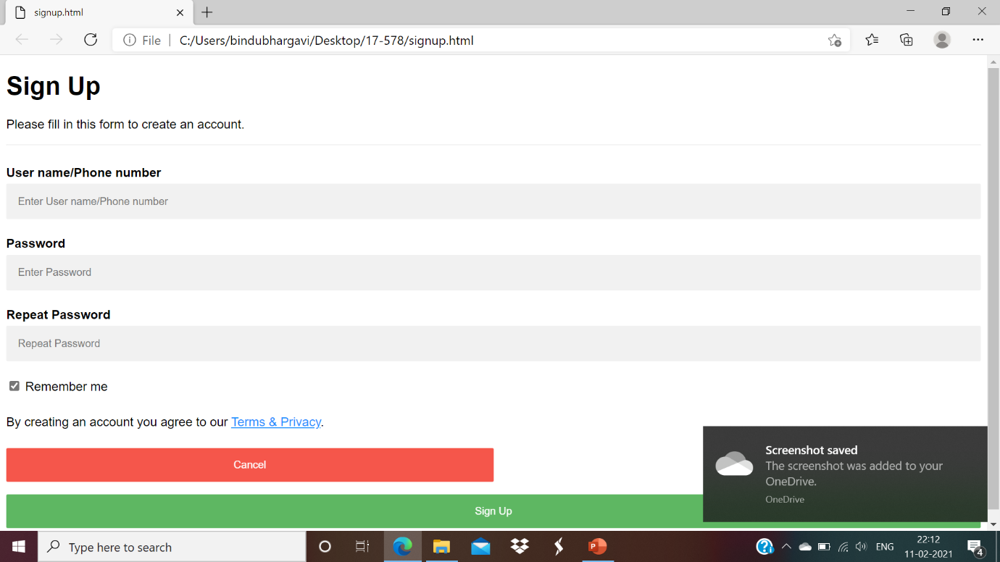 signup.html
File
C:/Users/bindubhargavi/Desktop/17-578/signup.html
Sign Up
Please fill in this form to create an account.
User name/Phone number
Enter User name/Phone number
Password
Enter Password
Repeat Password
Repeat Password
Remember me
By creating an account you agree to our Terms & Privacy.
Cancel
Screenshot saved
The screenshot was added to your
OneDrive.
OneDrive
Sign Up
Type here to search
ENG
22:12
11-02-2021
4